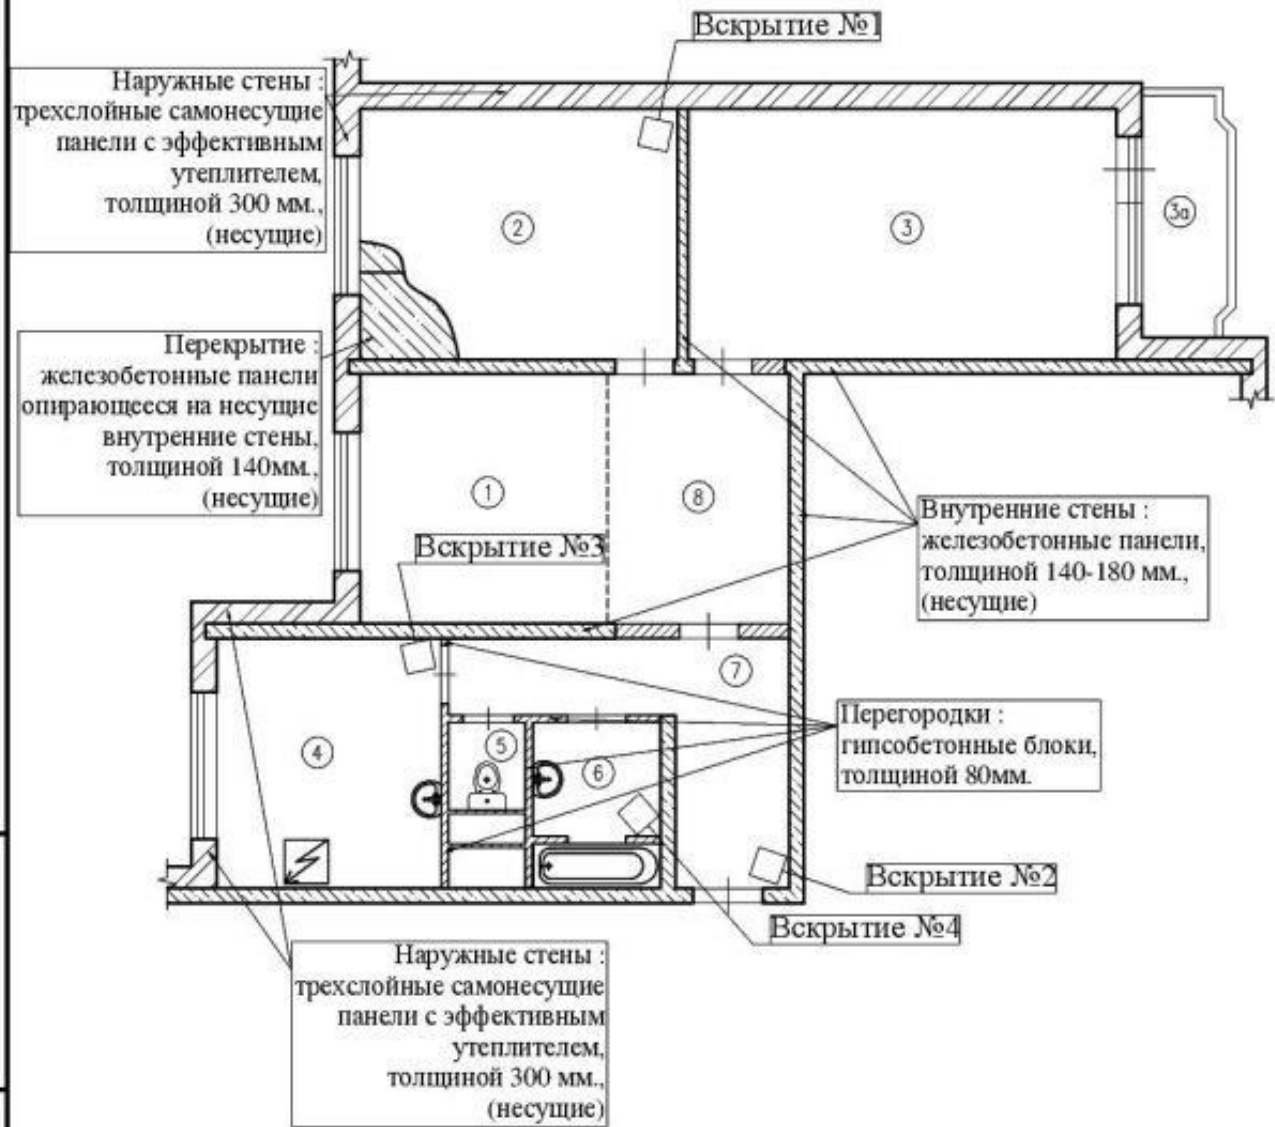 Вскрытие №1
Наружные стены :
трехслойные самонесущие
панели с эффективным
утеплителем,
толщиной 300 мм.,
(несущие)
2
3
3а
Перекрытие :
железобетонные панели
опирающееся на несущие
внутренние стены,
толщиной 140мм.,
(несущие)
1
8
Вскрытие №3
Внутренние стены :
железобетонные панели,
толщиной 140-180 мм.,
(несущие)
7
4
5
6
Перегородки :
гипсобетонные блоки,
толщиной 80мм.
Вскрытие №2
Вскрытие №4
Наружные стены :
трехслойные самонесущие
панели с эффективным
утеплителем,
толщиной 300 мм.,
(несущие)